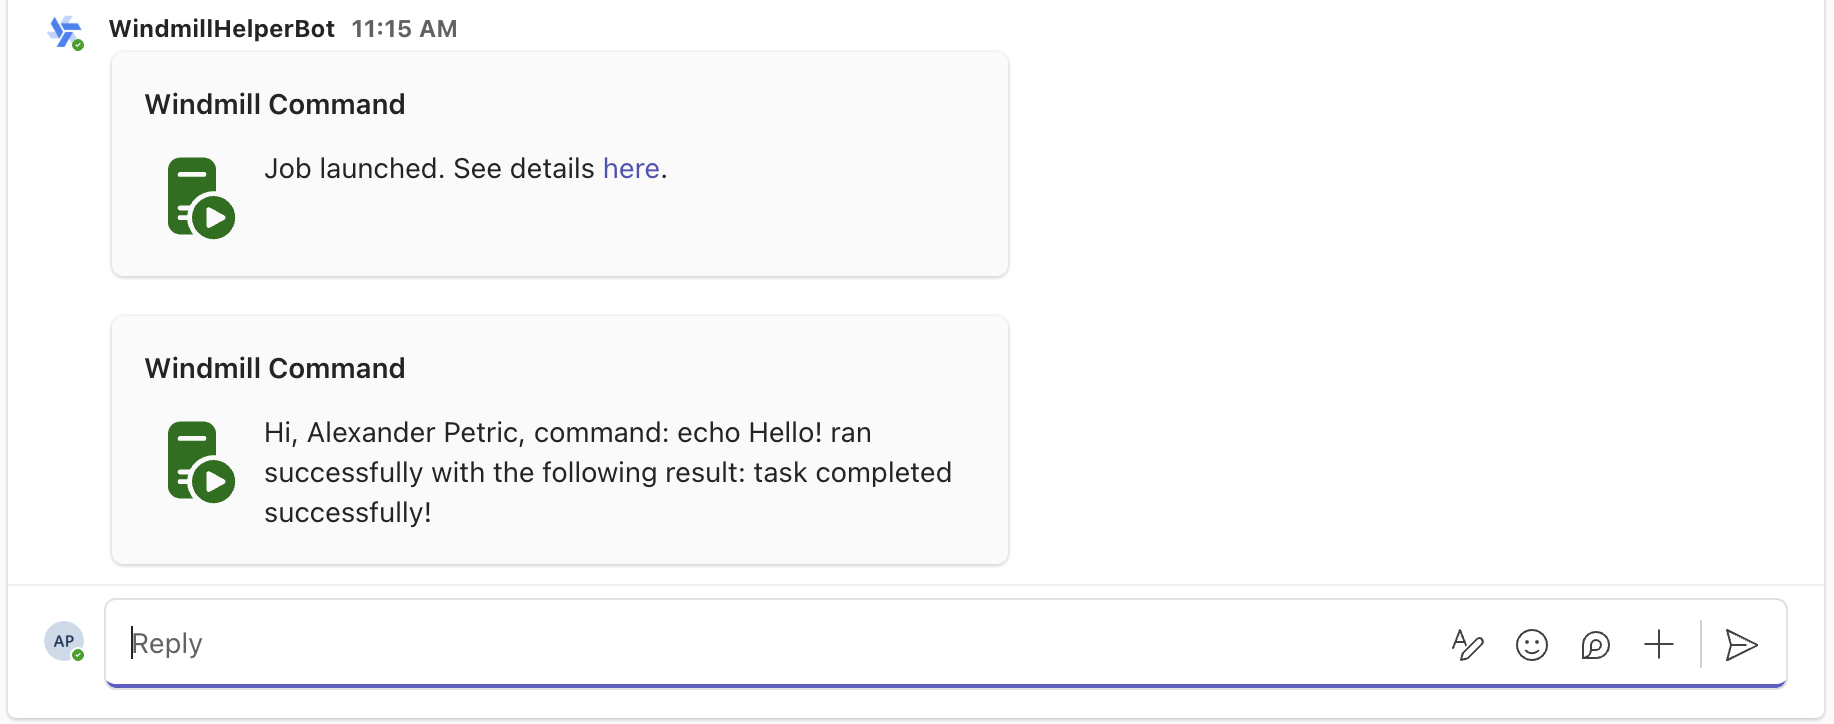 WindmillHelperBot 11:15 AM
Windmill Command
Job launched. See details here.
Windmill Command
Hi, Alexander Petric, command: echo Hello! ran
successfully with the following result: task completed
successfully!
AP
Reply